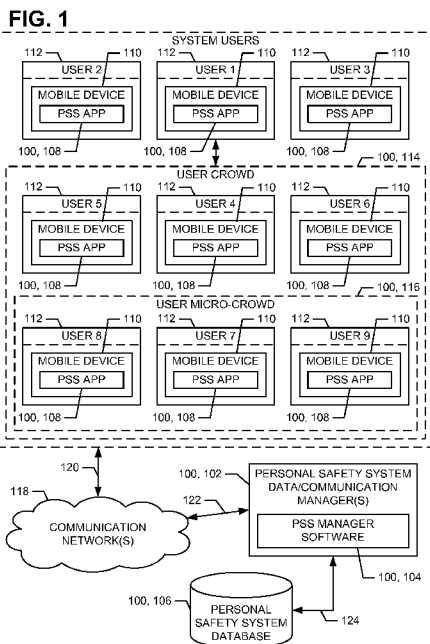 FIG. 1
SYSTEM USERS
112 110 112 110 112 110
USER 2 USER 1 USER 3
MOBILE DEVICE MOBILE DEVICE MOBILE DEVICE
PSS APP PSS APP PSS APP
100, 108 100, 108 100, 108
100, 114
USER CROWD
112 110 112 110 112 110
USER 5 USER 4 USER 6
MOBILE DEVICE MOBILE DEVICE MOBILE DEVICE
PSS APP PSS APP PSS APP
100, 108 100, 108 100, 108
100, 116
USER MICRO-CROWD
112 110 112 110 112 110
USER 8 USER 7 USER 9
MOBILE DEVICE MOBILE DEVICE MOBILE DEVICE
PSS APP PSS APP PSS APP
100, 108 100, 108 100, 108
120
118
COMMUNICATION
NETWORK(S)
122
100, 102
PERSONAL SAFETY SYSTEM
DATA/COMMUNICATION
MANAGER(S)
PSS MANAGER
SOFTWARE
100, 104
100, 106
PERSONAL
SAFETY SYSTEM
DATABASE
124